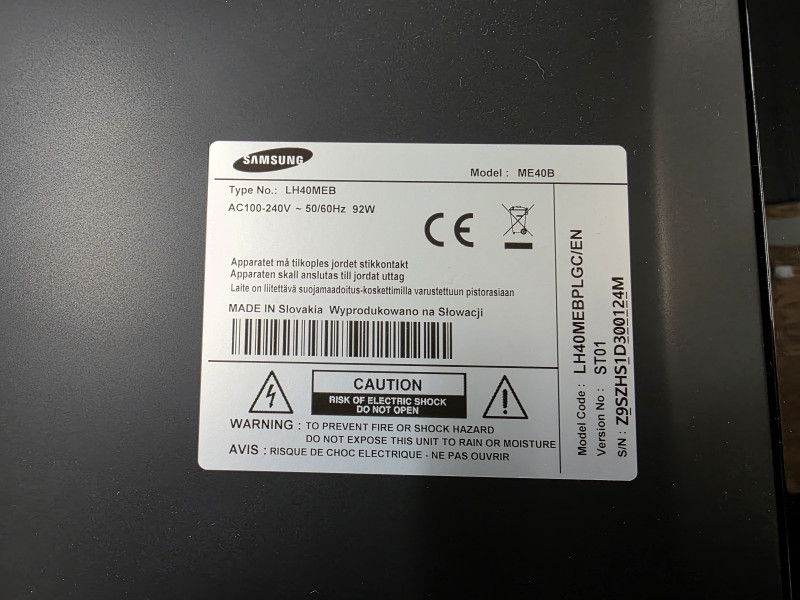 SAMSUNG
Model : ME40B
Type No.: LH40MEB
AC100-240V ~ 50/60Hz 92W
CE
Apparatet må tilkoples jordet stikkontakt
Apparaten skall anslutas till jordat uttag
Laite on liitettävä suojamaadoitus-koskettimilla varustettuun pistorasiaan
MADE IN Slovakia Wyprodukowano na Słowacji
CAUTION
RISK OF ELECTRIC SHOCK
DO NOT OPEN
WARNING : TO PREVENT FIRE OR SHOCK HAZARD
DO NOT EXPOSE THIS UNIT TO RAIN OR MOISTURE
AVIS : RISQUE DE CHOC ELECTRIQUE - NE PAS OUVRIR
Model Code : LH40MEBPLGC/EN
Version No.: ST01
S/N : Z9SZHS1D300124M